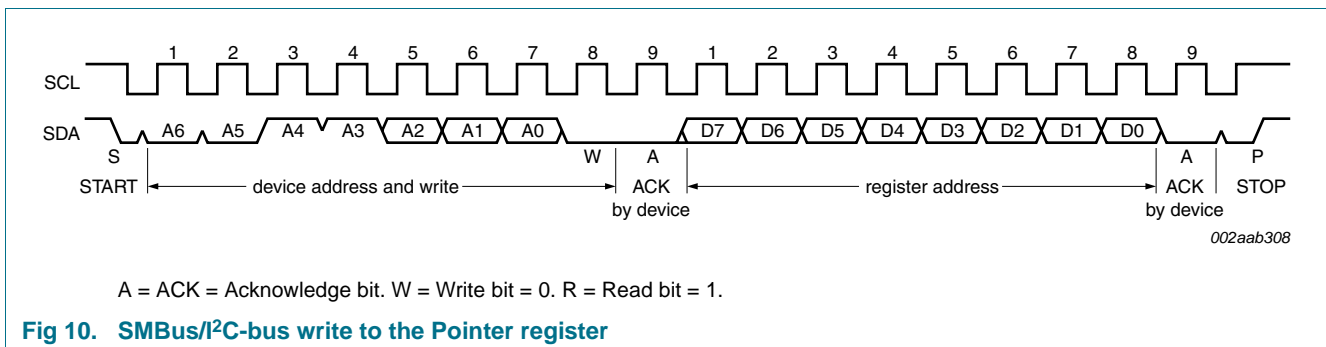 1 2 3 4 5 6 7 8 9 1 2 3 4 5 6 7 8 9
SCL
SDA A6 A5 A4 A3 A2 A1 A0 D7 D6 D5 D4 D3 D2 D1 D0
S W A A P
START device address and write ACK register address ACK STOP
by device by device
002aab308
A = ACK = Acknowledge bit. W = Write bit = 0. R = Read bit = 1.
Fig 10. SMBus/I²C-bus write to the Pointer register